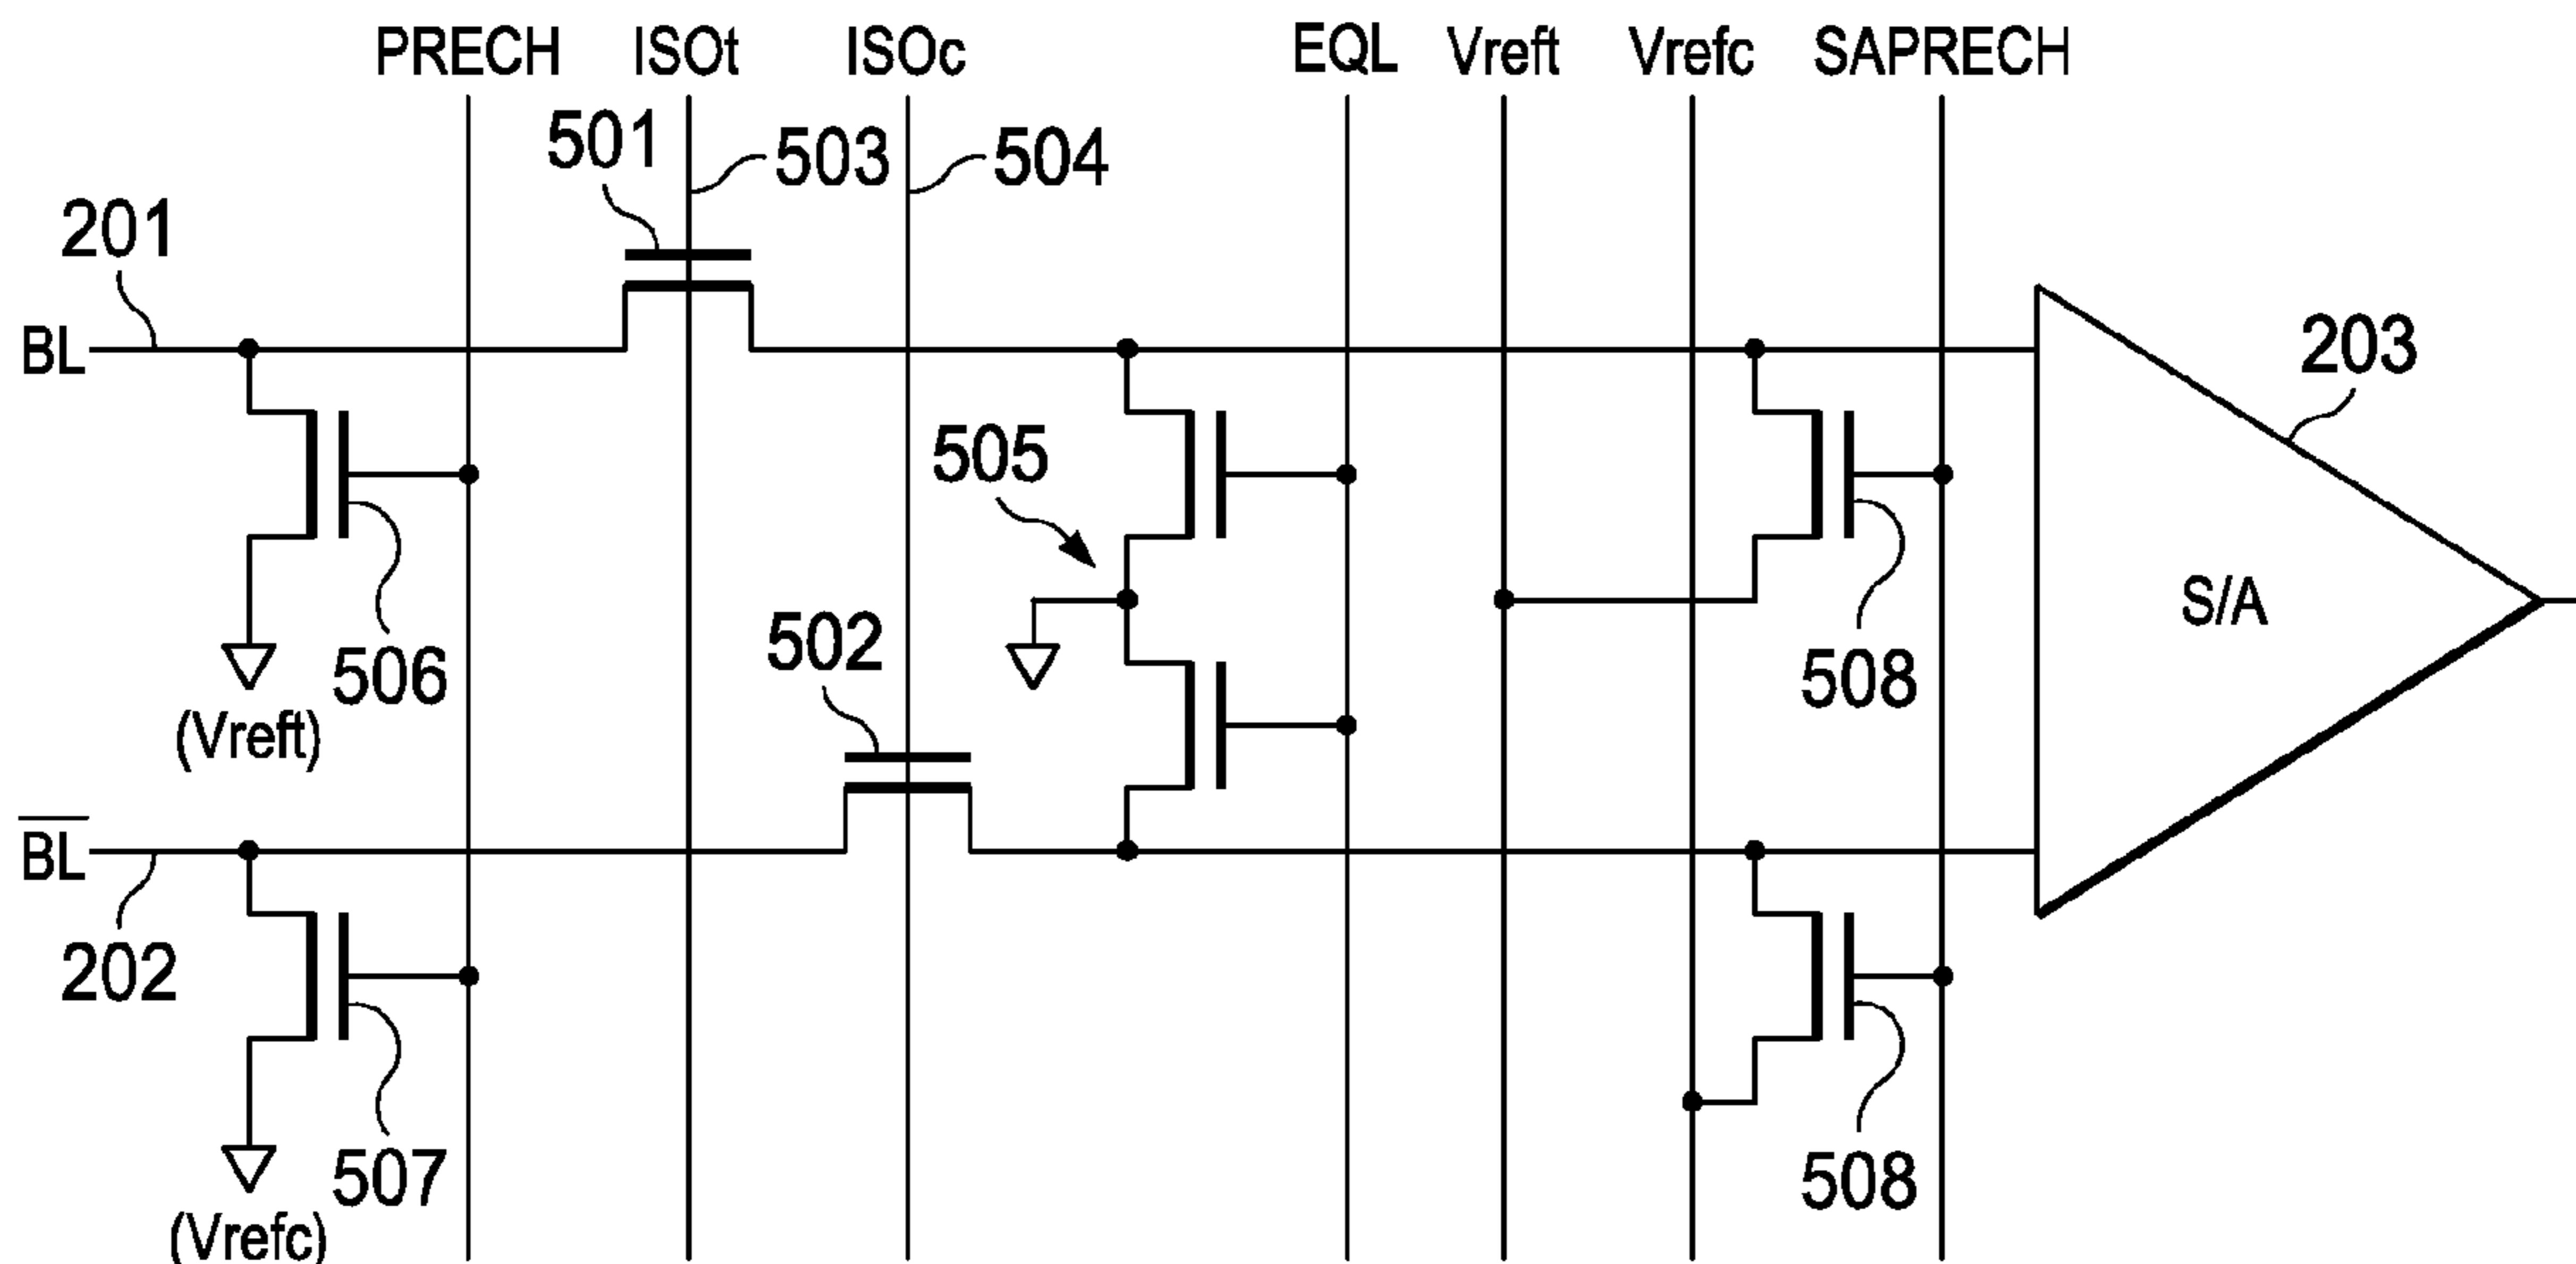 PRECH ISOt ISOc EQL Vreft Vrefc SAPRECH
501 503 504
201
BL
203
505
S/A
502
506 508
(Vreft)
BL
202
507 508
(Vrefc)